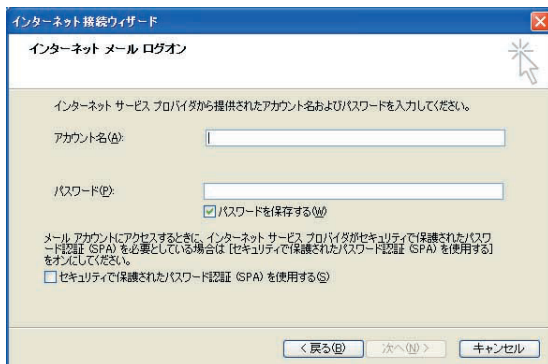 インターネット接続ウィザード
インターネット メール ログオン
インターネット サービス プロバイダから提供されたアカウント名およびパスワードを入力してください。
アカウント名(A):
パスワード(P):
パスワードを保存する(W)
メール アカウントにアクセスするときに、インターネット サービス プロバイダがセキュリティで保護されたパスワ
ード認証 (SPA) を必要としている場合は [セキュリティで保護されたパスワード認証 (SPA) を使用する]
をオンにしてください。
セキュリティで保護されたパスワード認証 (SPA) を使用する(S)
< 戻る(B) 次へ(N) > キャンセル